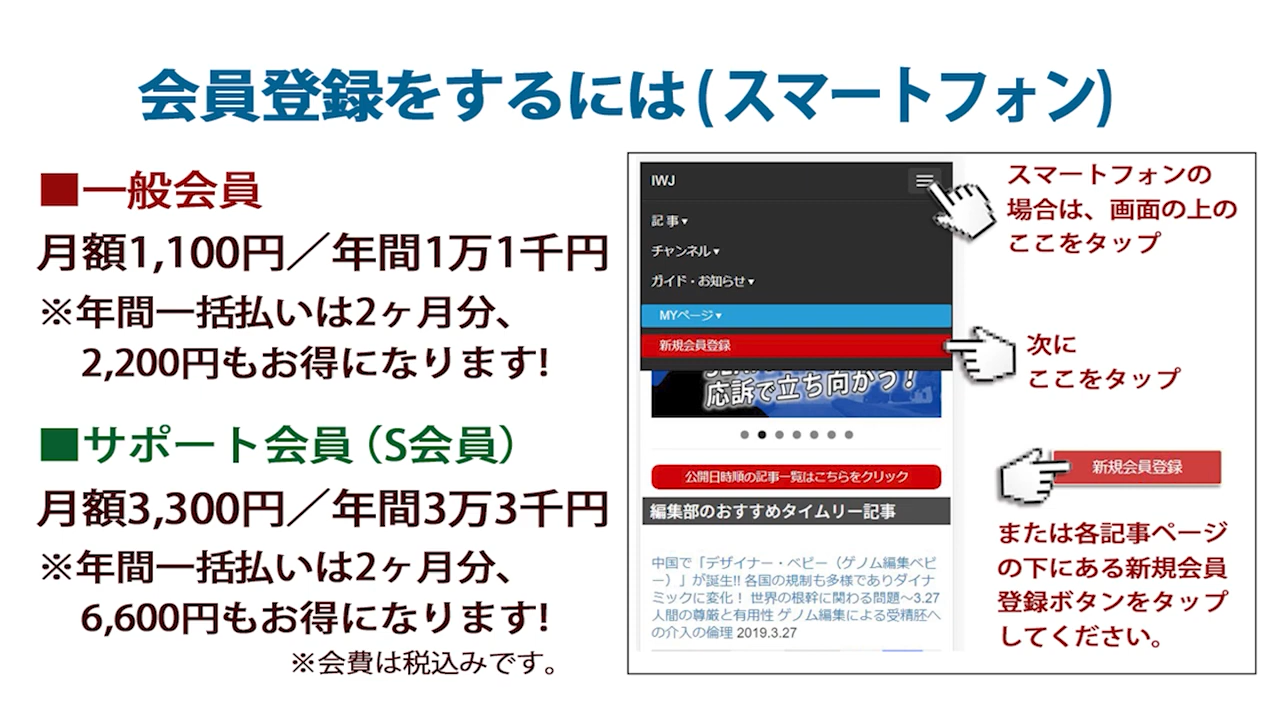 会員登録をするには(スマートフォン)
■一般会員
月額1,100円／年間1万1千円
※年間一括払いは2ヶ月分、
2,200円もお得になります!
■サポート会員（S会員）
月額3,300円／年間3万3千円
※年間一括払いは2ヶ月分、
6,600円もお得になります!
※会費は税込みです。
IWJ
記事▾
チャンネル▾
ガイド・お知らせ▾
MYページ▾
新規会員登録
応訴で立ち向かう！
公開日時順の記事一覧はこちらをクリック
編集部のおすすめタイムリー記事
中国で「デザイナー・ベビー（ゲノム編集ベビ
ー）」が誕生!! 各国の規制も多様でありダイナ
ミックに変化！ 世界の根幹に関わる問題～3.27
人間の尊厳と有用性 ゲノム編集による受精胚へ
の介入の倫理 2019.3.27
スマートフォンの
場合は、画面の上の
ここをタップ
次に
ここをタップ
新規会員登録
または各記事ページ
の下にある新規会員
登録ボタンをタップ
してください。